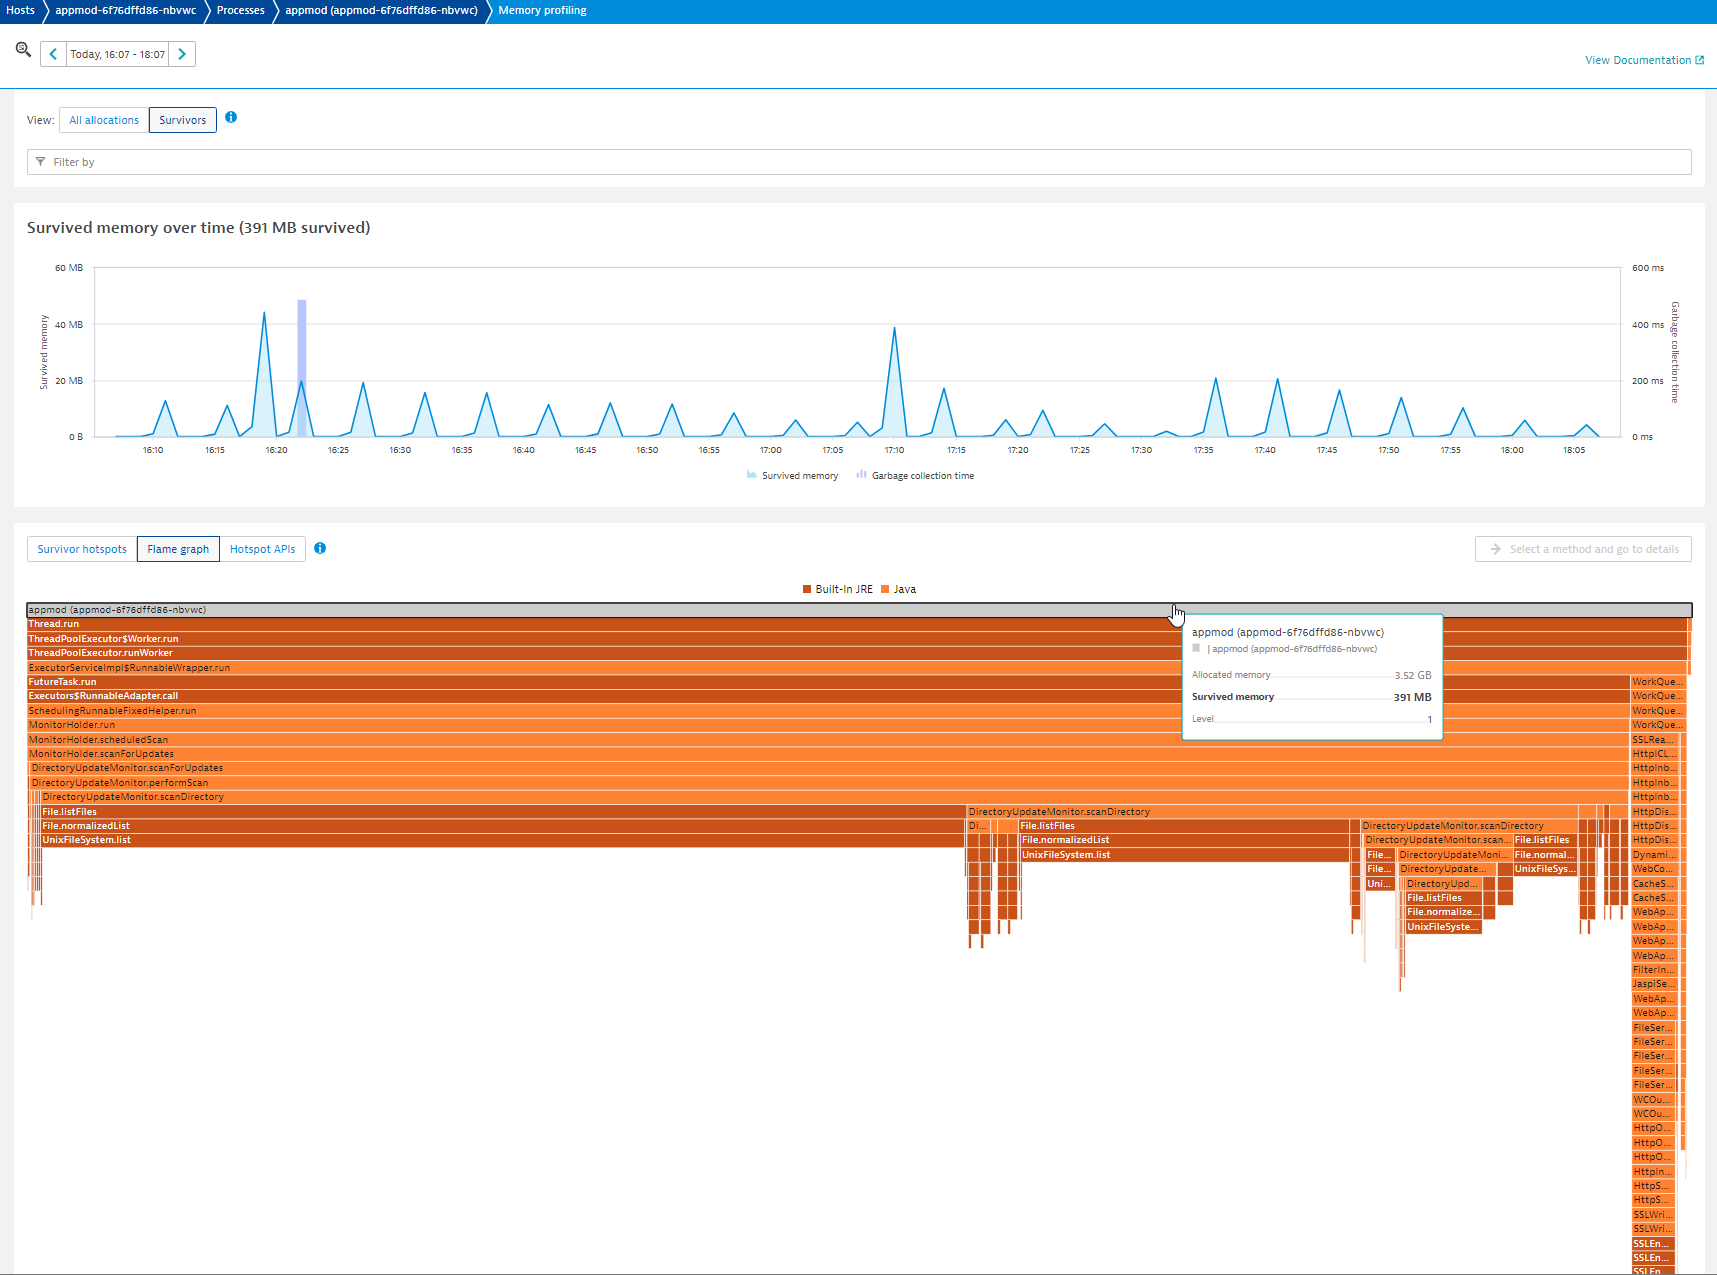 Hosts appmod-6f76dffd86-nbvwc Processes appmod (appmod-6f76dffd86-nbvwc) Memory profiling
Today, 16:07 - 18:07
View Documentation
View: All allocations Survivors
Filter by
Survived memory over time (391 MB survived)
60 MB 600 ms
40 MB 400 ms
20 MB 200 ms
0 B 0 ms
Survived memory
Garbage collection time
16:10 16:15 16:20 16:25 16:30 16:35 16:40 16:45 16:50 16:55 17:00 17:05 17:10 17:15 17:20 17:25 17:30 17:35 17:40 17:45 17:50 17:55 18:00 18:05
Survived memory Garbage collection time
Survivor hotspots Flame graph Hotspot APIs Select a method and go to details
Built-In JRE Java
appmod (appmod-6f76dffd86-nbvwc)
Thread.run
ThreadPoolExecutor$Worker.run
ThreadPoolExecutor.runWorker
ExecutorServiceImpl$RunnableWrapper.run
FutureTask.run WorkQue...
Executors$RunnableAdapter.call WorkQue...
SchedulingRunnableFixedHelper.run WorkQue...
MonitorHolder.run WorkQue...
MonitorHolder.scheduledScan SSLRea...
MonitorHolder.scanForUpdates HttpICL...
DirectoryUpdateMonitor.scanForUpdates HttpInb...
DirectoryUpdateMonitor.performScan HttpInb...
DirectoryUpdateMonitor.scanDirectory HttpInb...
File.listFiles DirectoryUpdateMonitor.scanDirectory HttpDis...
File.normalizedList Di... File.listFiles DirectoryUpdateMonitor.scanDirectory HttpDis...
UnixFileSystem.list File.normalizedList DirectoryUpdateMonitor.scan... File.listFiles HttpDis...
UnixFileSystem.list File... DirectoryUpdateMoni... File.normal... Dynami...
File... DirectoryUpdate... UnixFileSys... WebCo...
Uni... DirectoryUpd... CacheS...
File.listFiles CacheS...
File.normalize... WebAp...
UnixFileSyste... WebAp...
WebAp...
WebAp...
FilterIn...
JaspiSe...
WebAp...
WebAp...
FileSer...
FileSer...
FileSer...
FileSer...
FileSer...
WCOu...
WCOu...
HttpO...
HttpO...
HttpO...
HttpIn...
HttpS...
HttpS...
SSLWri...
SSLWri...
SSLEn...
SSLEn...
SSLEn...
appmod (appmod-6f76dffd86-nbvwc)
| appmod (appmod-6f76dffd86-nbvwc)
Allocated memory 3.52 GB
Survived memory 391 MB
Level 1